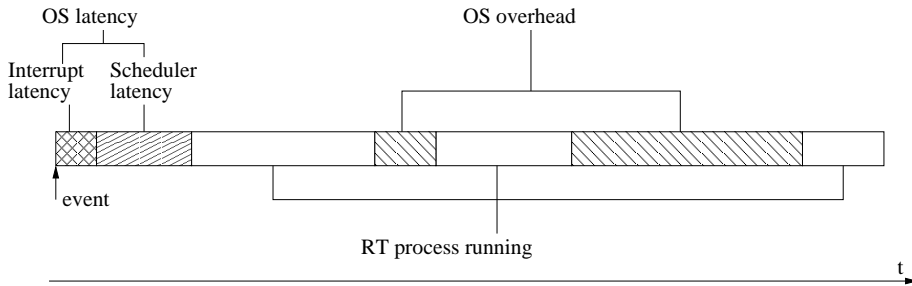 OS latency
OS overhead
Interrupt
latency
Scheduler
latency
event
RT process running
t